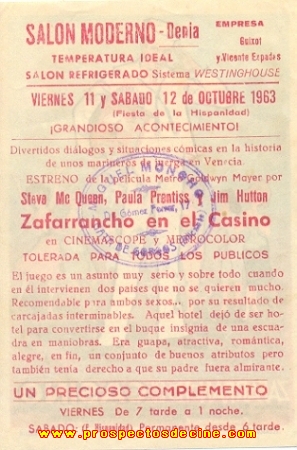 SALON MODERNO - Denia
EMPRESA
Guixot
y Vicente Espadas
TEMPERATURA IDEAL
SALON REFRIGERADO Sistema WESTINGHOUSE
VIERNES 11 y SABADO 12 de OCTUBRE 1963
(Fiesta de la Hispanidad)
¡GRANDIOSO ACONTECIMIENTO!
Divertidos diálogos y situaciones cómicas en la
historia de unos marineros de juerga en Venecia
ESTRENO de la película Metro Goldwyn Mayer por
Steve Mc Queen, Paula Prentiss y Jim Hutton
Zafarrancho en el Casino
en CINEMASCOPE y METROCOLOR
TOLERADA PARA TODOS LOS PUBLICOS
El juego es un asunto muy serio y sobre todo cuando
en él intervienen dos países que no se quieren mucho.
Recomendable para ambos sexos... por su resultado de
carcajadas interminables. Aquel hotel dejó de ser ho-
tel para convertirse en el buque insignia de una escua-
dra en maniobras. Era guapa, atractiva, romántica,
alegre, en fin, un conjunto de buenos atributos pero
también tenía derecho a que su padre fuera almirante.
UN PRECIOSO COMPLEMENTO
VIERNES De 7 tarde a 1 noche.
SABADO: Permanente desde 6 tarde.
www.prospectosdecine.com